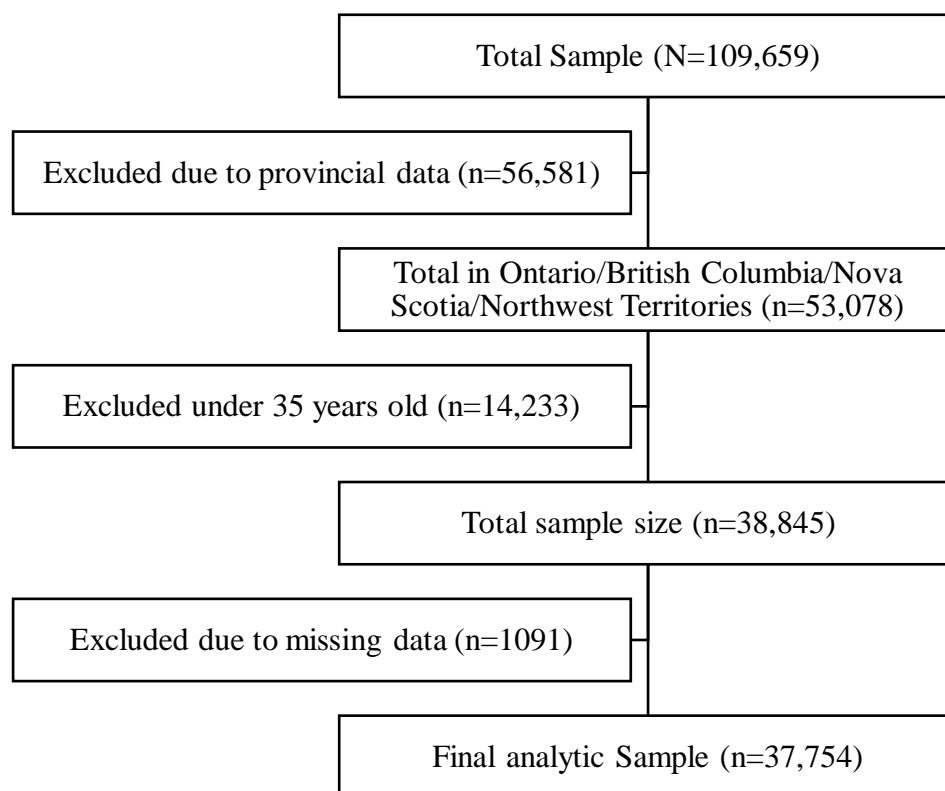 Total Sample (N=109,659)
Excluded due to provincial data (n=56,581)
Total in Ontario/British Columbia/Nova
Scotia/Northwest Territories (n=53,078)
Excluded under 35 years old (n=14,233)
Total sample size (n=38,845)
Excluded due to missing data (n=1091)
Final analytic Sample (n=37,754)